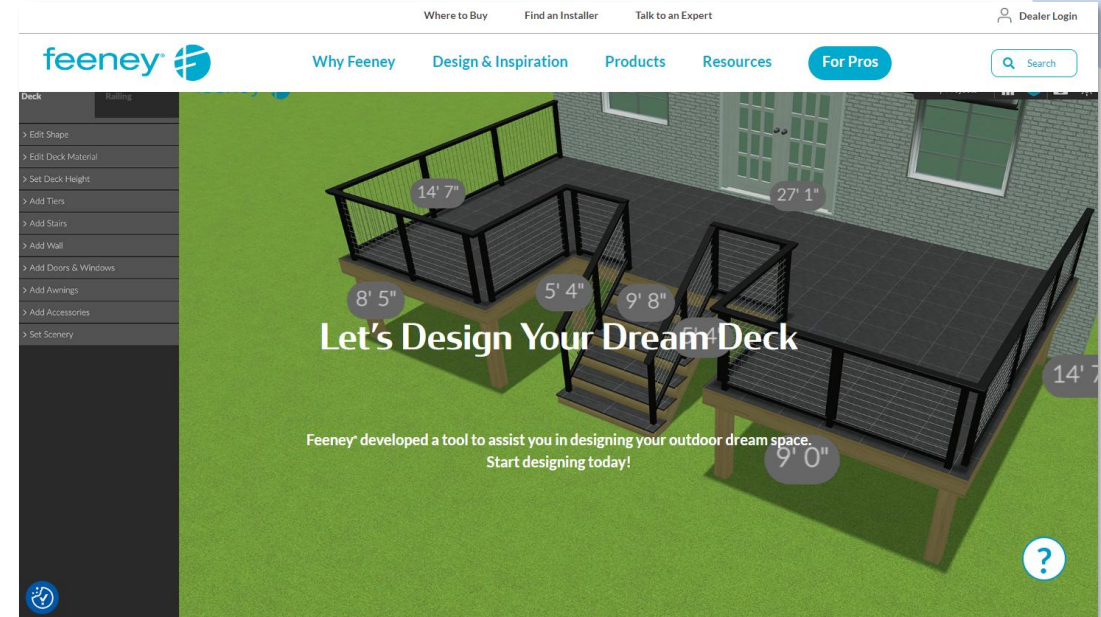 Where to Buy
Find an Installer
Talk to an Expert
Dealer Login
feeney®
Why Feeney
Design & Inspiration
Products
Resources
For Pros
Search
Deck
Railing
> Edit Shape
> Edit Deck Material
> Set Deck Height
> Add Tiers
> Add Stairs
> Add Wall
> Add Doors & Windows
> Add Awnings
> Add Accessories
> Set Scenery
14' 7"
27' 1"
8' 5"
5' 4"
9' 8"
5' 4"
14' 7
Let's Design Your Dream Deck
Feeney® developed a tool to assist you in designing your outdoor dream space.
Start designing today!
9' 0"
?